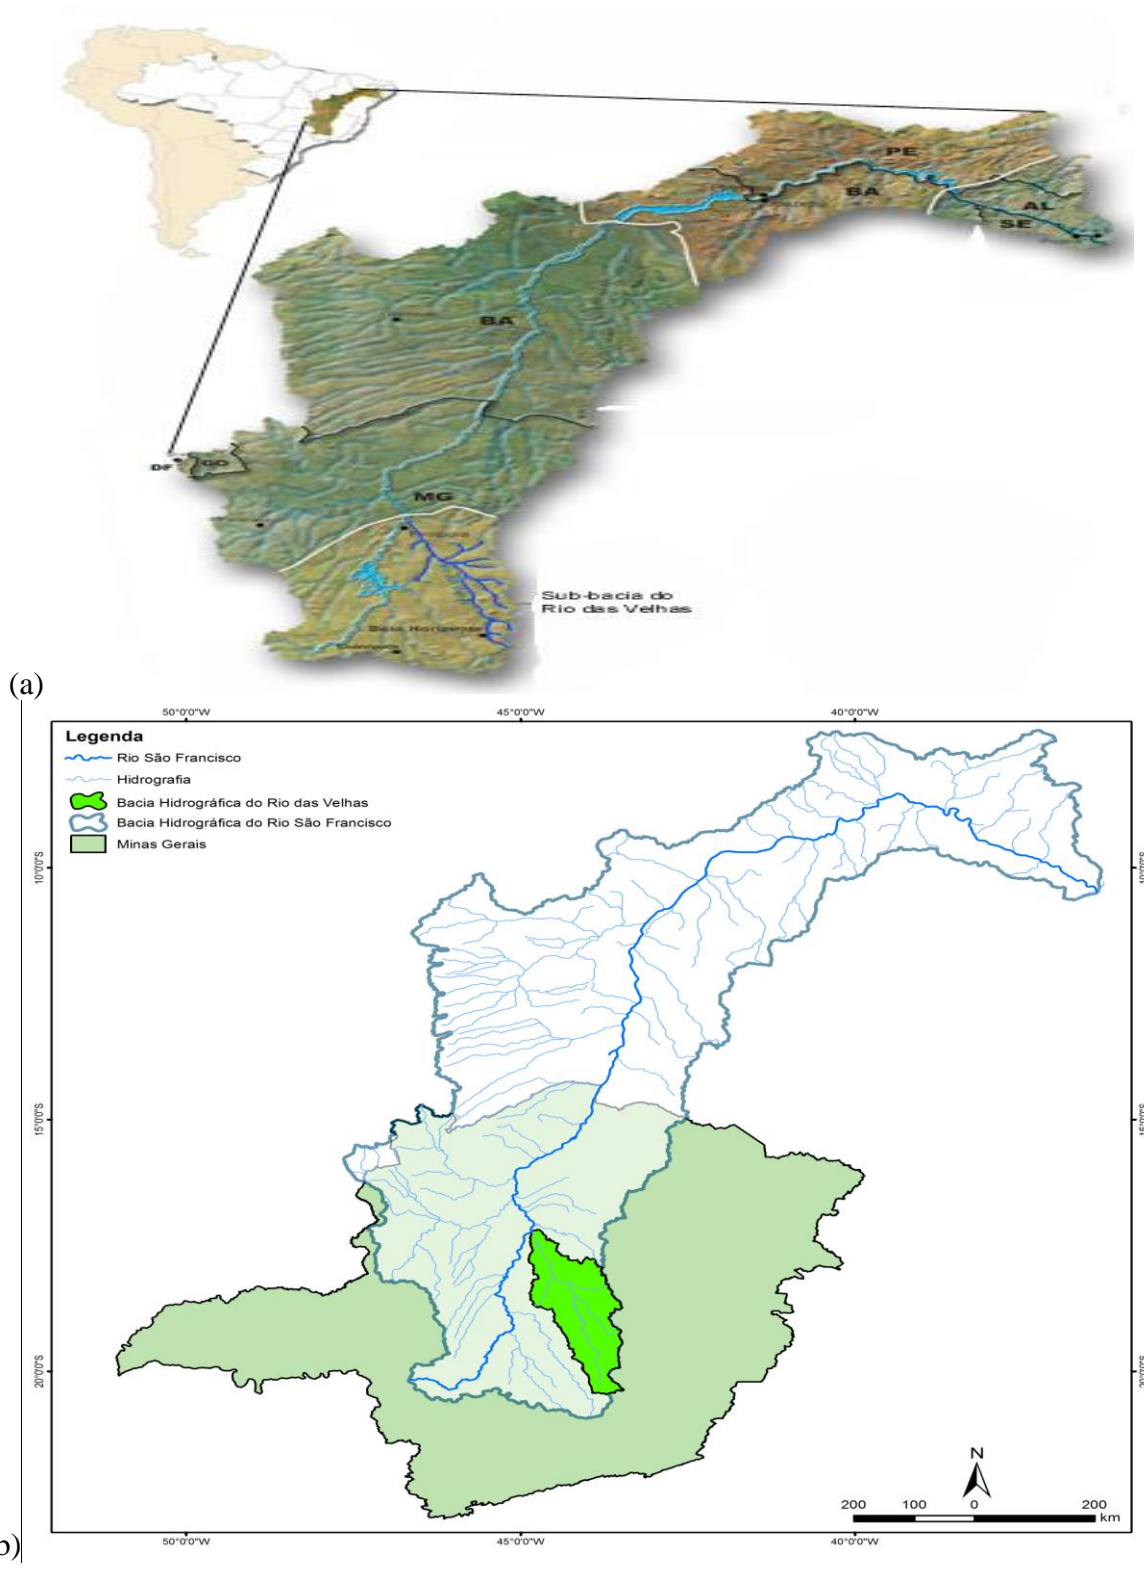 PE
BA
AL
SE
BA
DF
GO
MG
Sub-bacia do
Rio das Velhas
Belo Horizonte
(a)
50°0'0"W 45°0'0"W 40°0'0"W
Legenda
Rio São Francisco
Hidrografia
Bacia Hidrográfica do Rio das Velhas
Bacia Hidrográfica do Rio São Francisco
Minas Gerais
10°0'0"S
15°0'0"S
20°0'0"S
N
200 100 0 200
km
b)
50°0'0"W 45°0'0"W 40°0'0"W